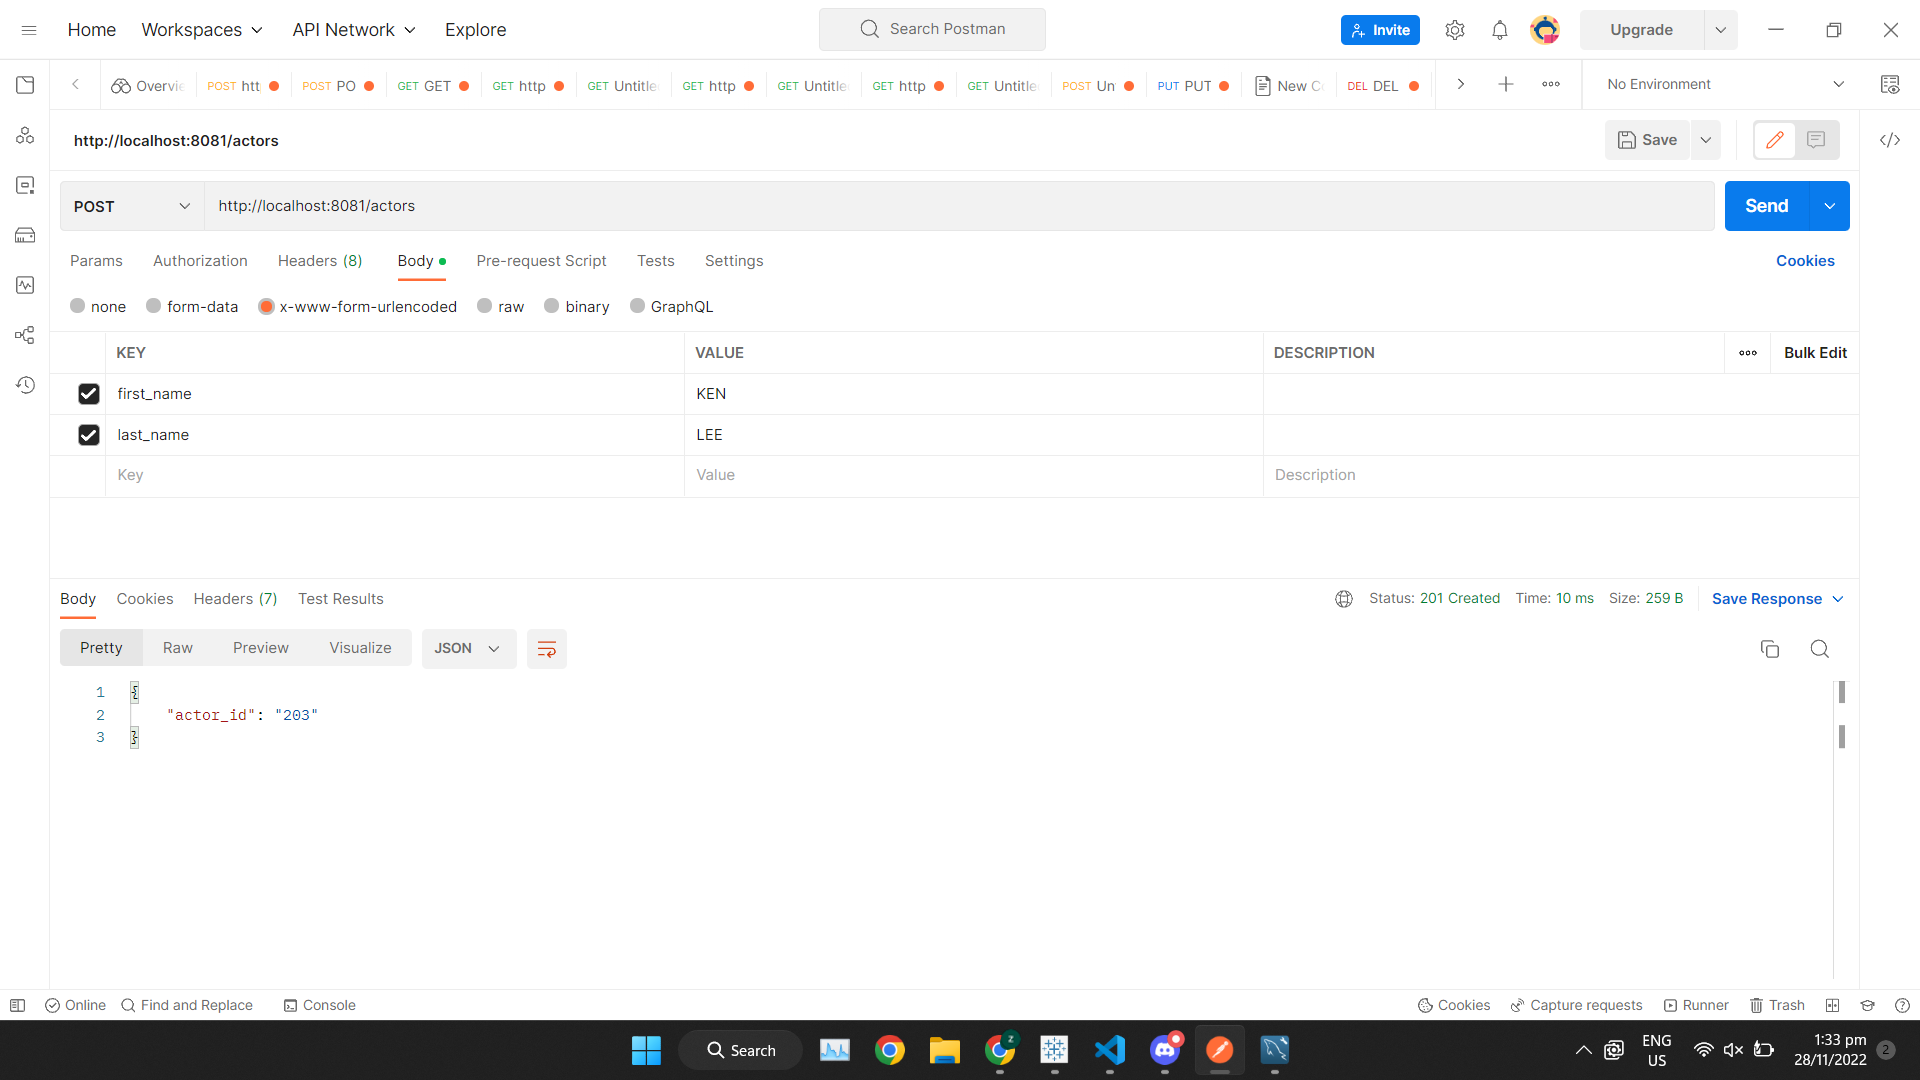 Home Workspaces API Network Explore Search Postman Invite Upgrade
Overvie POST htt POST PO GET GET GET http GET Untitle GET http GET Untitle GET http GET Untitle POST Un PUT PUT New Co DEL DEL No Environment
http://localhost:8081/actors Save
POST http://localhost:8081/actors Send
Params Authorization Headers (8) Body Pre-request Script Tests Settings Cookies
none form-data x-www-form-urlencoded raw binary GraphQL
KEY VALUE DESCRIPTION Bulk Edit
first_name KEN
last_name LEE
Key Value Description
Body Cookies Headers (7) Test Results Status: 201 Created Time: 10 ms Size: 259 B Save Response
Pretty Raw Preview Visualize JSON
1 {
2 "actor_id": "203"
3 }
Online Find and Replace Console Cookies Capture requests Runner Trash
Search z ENG 1:33 pm 2
US 28/11/2022